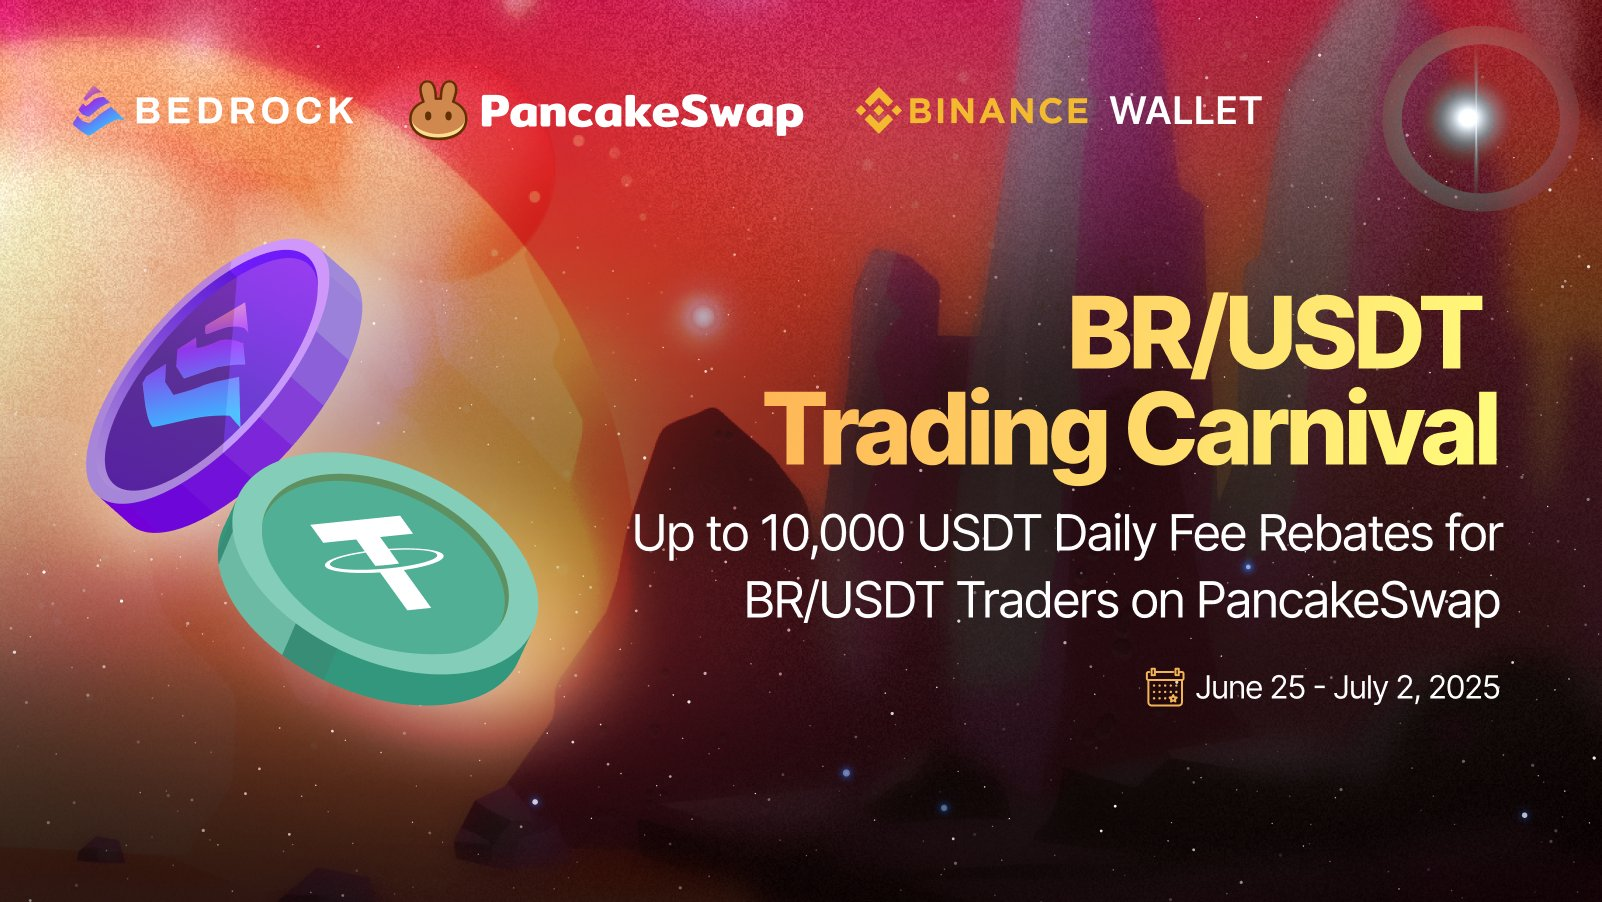 BEDROCK
PancakeSwap
BINANCE WALLET
BR/USDT
Trading Carnival
Up to 10,000 USDT Daily Fee Rebates for
BR/USDT Traders on PancakeSwap
June 25 - July 2, 2025